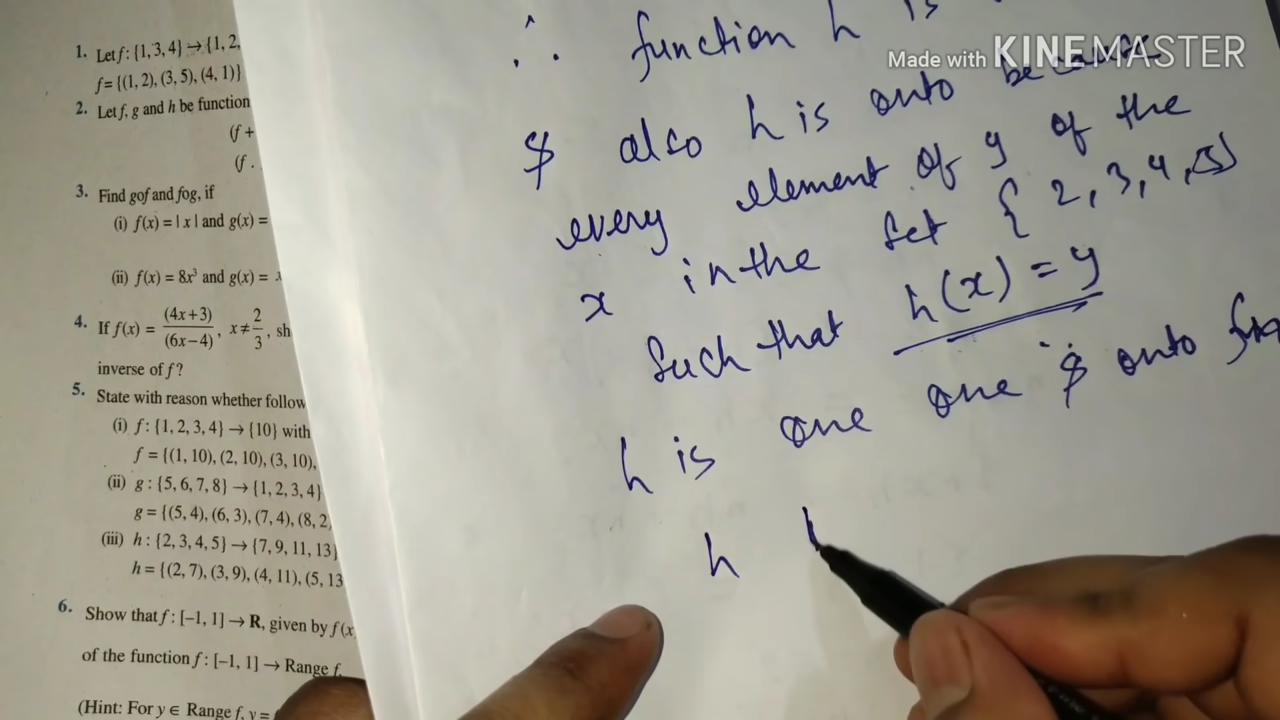 1. Let f : {1, 3, 4} → {1, 2,
f = {(1, 2), (3, 5), (4, 1)}
2. Let f, g and h be function
(f +
(f .
3. Find gof and fog, if
(i) f(x) = | x | and g(x) =
(ii) f(x) = 8x³ and g(x) =
4. If f(x) = (4x+3)/(6x−4), x ≠ 2/3, sh
inverse of f?
5. State with reason whether follow
(i) f : {1, 2, 3, 4} → {10} with
f = {(1, 10), (2, 10), (3, 10),
(ii) g : {5, 6, 7, 8} → {1, 2, 3, 4}
g = {(5, 4), (6, 3), (7, 4), (8, 2
(iii) h : {2, 3, 4, 5} → {7, 9, 11, 13}
h = {(2, 7), (3, 9), (4, 11), (5, 13
6. Show that f : [−1, 1] → R, given by f(x
of the function f : [−1, 1] → Range f.
(Hint: For y ∈ Range f, y =
∴ function h is
Made with KINEMASTER
& also h is onto because
every element of y of the
x in the set { 2, 3, 4, 5}
such that h(x) = y
h is one one & onto
h